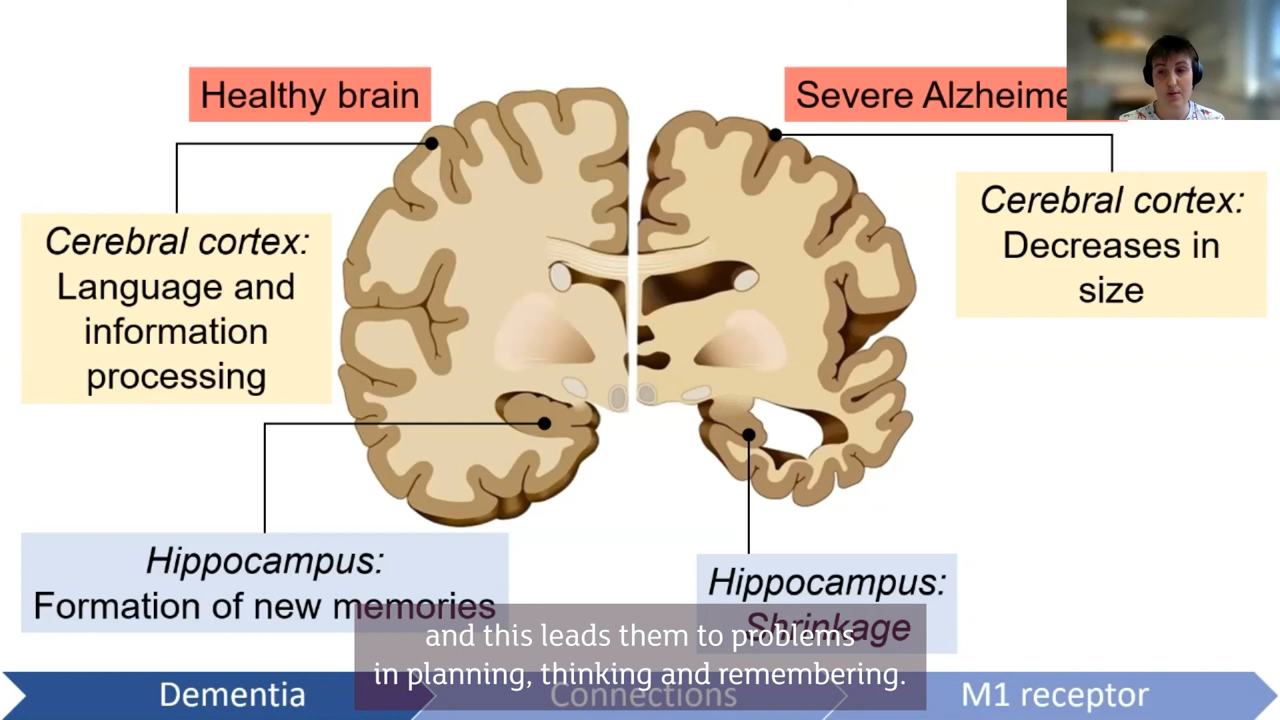 Healthy brain
Severe Alzheime
Cerebral cortex:
Language and
information
processing
Cerebral cortex:
Decreases in
size
Hippocampus:
Formation of new memories
Hippocampus:
Shrinkage
and this leads them to problems
in planning, thinking and remembering.
Dementia
Connections
M1 receptor